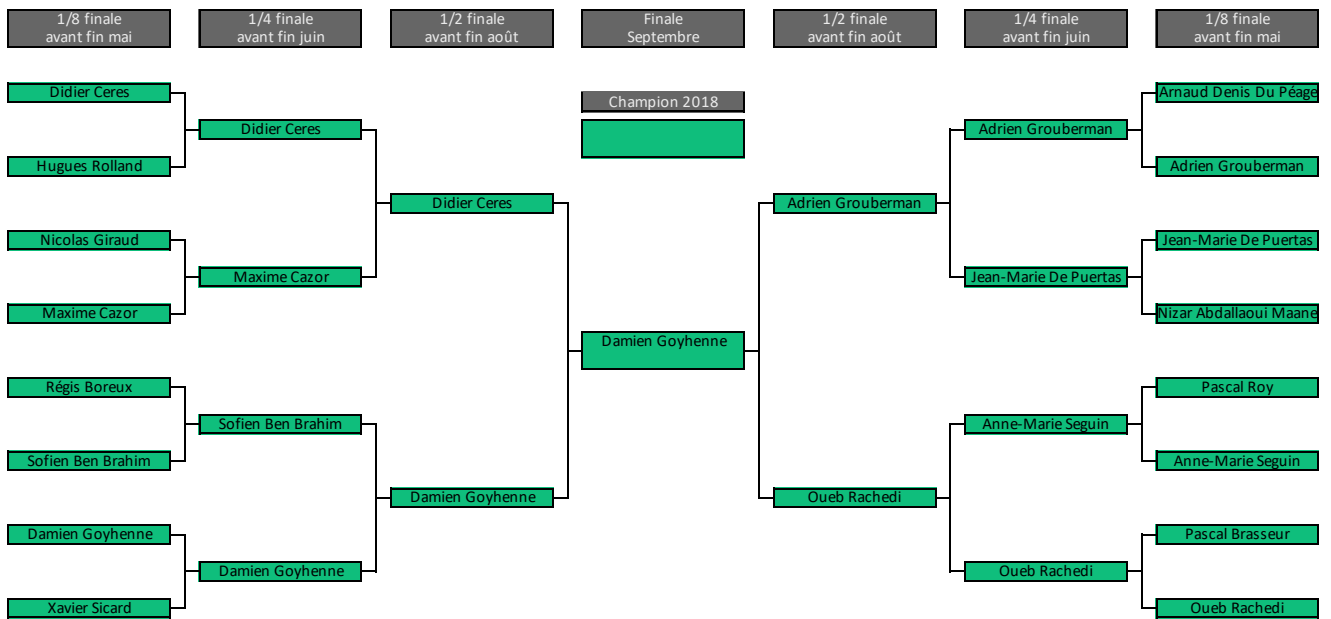 1/8 finale
avant fin mai
1/4 finale
avant fin juin
1/2 finale
avant fin août
Finale
Septembre
1/2 finale
avant fin août
1/4 finale
avant fin juin
1/8 finale
avant fin mai
Didier Ceres
Champion 2018
Arnaud Denis Du Péage
Didier Ceres
Adrien Grouberman
Hugues Rolland
Adrien Grouberman
Didier Ceres
Adrien Grouberman
Nicolas Giraud
Jean-Marie De Puertas
Maxime Cazor
Jean-Marie De Puertas
Maxime Cazor
Nizar Abdallaoui Maane
Damien Goyhenne
Régis Boreux
Pascal Roy
Sofien Ben Brahim
Anne-Marie Seguin
Sofien Ben Brahim
Anne-Marie Seguin
Damien Goyhenne
Oueb Rachedi
Damien Goyhenne
Pascal Brasseur
Damien Goyhenne
Oueb Rachedi
Xavier Sicard
Oueb Rachedi